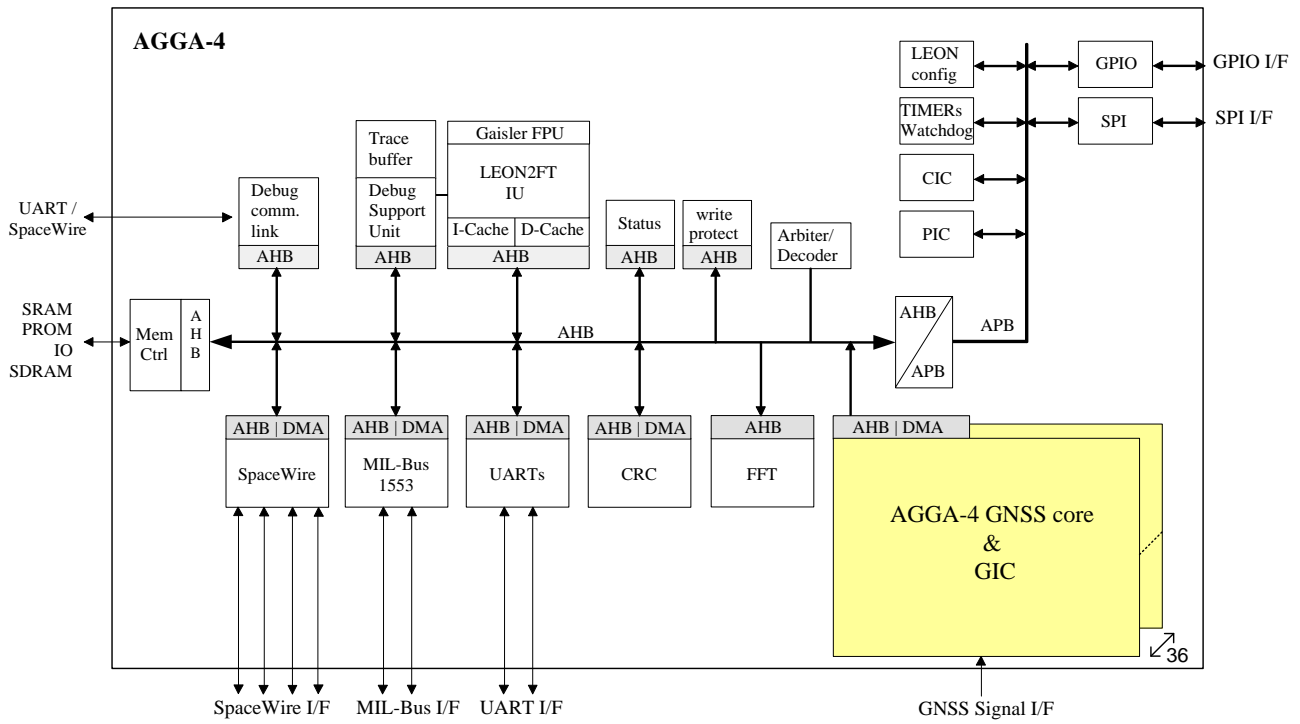 AGGA-4
LEON
config
GPIO
GPIO I/F
TIMERs
Watchdog
SPI
SPI I/F
CIC
PIC
Trace
buffer
Gaisler FPU
LEON2FT
IU
Debug
Support
Unit
I-Cache
D-Cache
AHB
AHB
UART /
SpaceWire
Debug
comm.
link
AHB
Status
AHB
write
protect
AHB
Arbiter/
Decoder
SRAM
PROM
IO
SDRAM
Mem
Ctrl
A
H
B
AHB
AHB
APB
APB
AHB | DMA
SpaceWire
AHB | DMA
MIL-Bus
1553
AHB | DMA
UARTs
AHB | DMA
CRC
AHB
FFT
AHB | DMA
AGGA-4 GNSS core
&
GIC
36
SpaceWire I/F
MIL-Bus I/F
UART I/F
GNSS Signal I/F